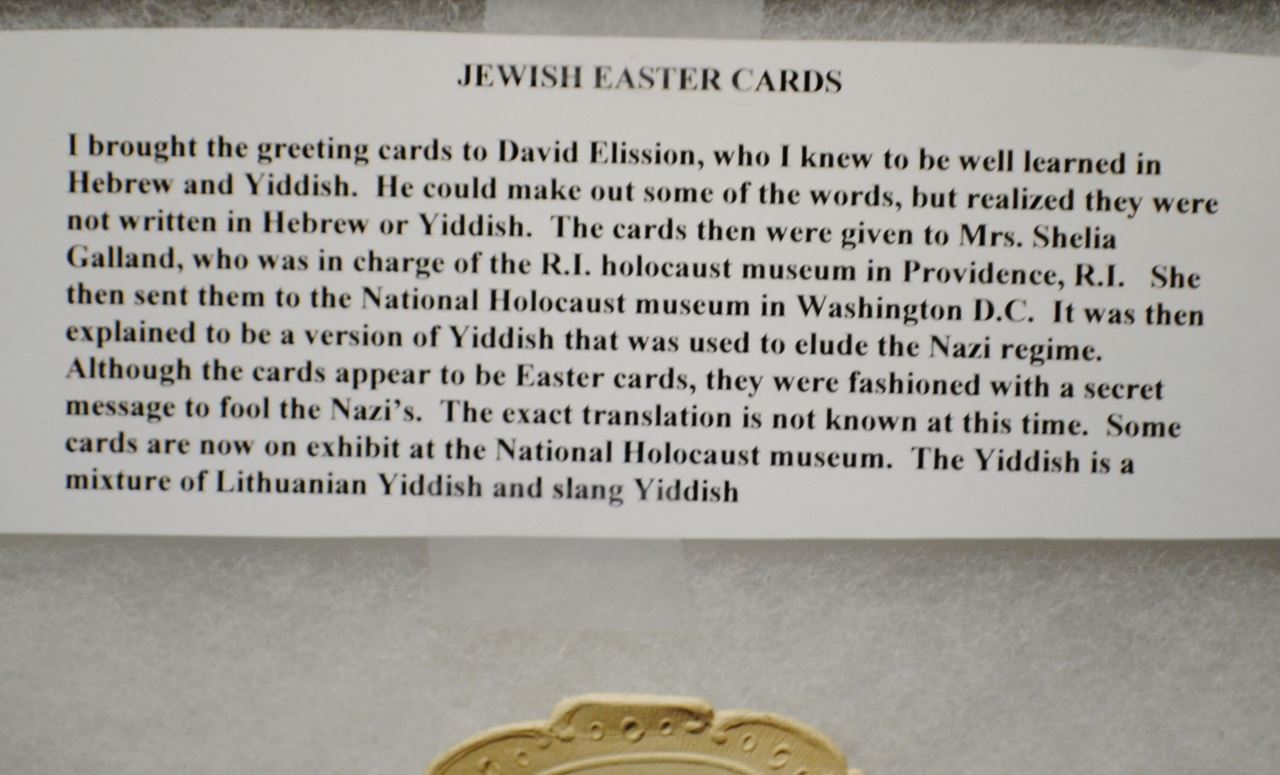 JEWISH EASTER CARDS
I brought the greeting cards to David Elission, who I knew to be well learned in
Hebrew and Yiddish.  He could make out some of the words, but realized they were
not written in Hebrew or Yiddish.  The cards then were given to Mrs. Shelia
Galland, who was in charge of the R.I. holocaust museum in Providence, R.I.   She
then sent them to the National Holocaust museum in Washington D.C.  It was then
explained to be a version of Yiddish that was used to elude the Nazi regime.
Although the cards appear to be Easter cards, they were fashioned with a secret
message to fool the Nazi's.  The exact translation is not known at this time.  Some
cards are now on exhibit at the National Holocaust museum.  The Yiddish is a
mixture of Lithuanian Yiddish and slang Yiddish